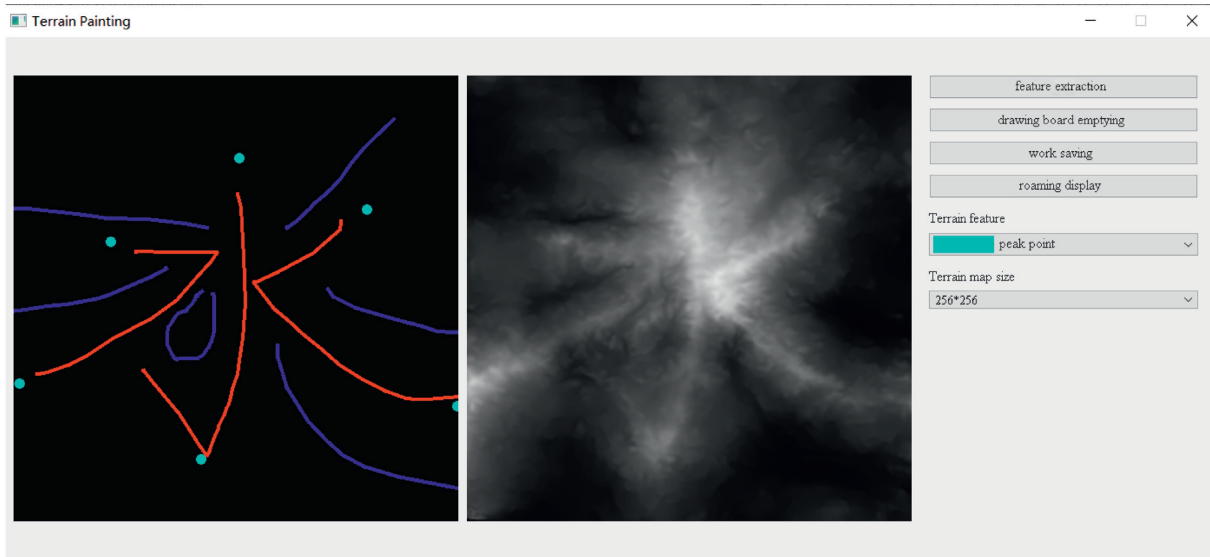 Terrain Painting
feature extraction
drawing board emptying
work saving
roaming display
Terrain feature
peak point
Terrain map size
256*256